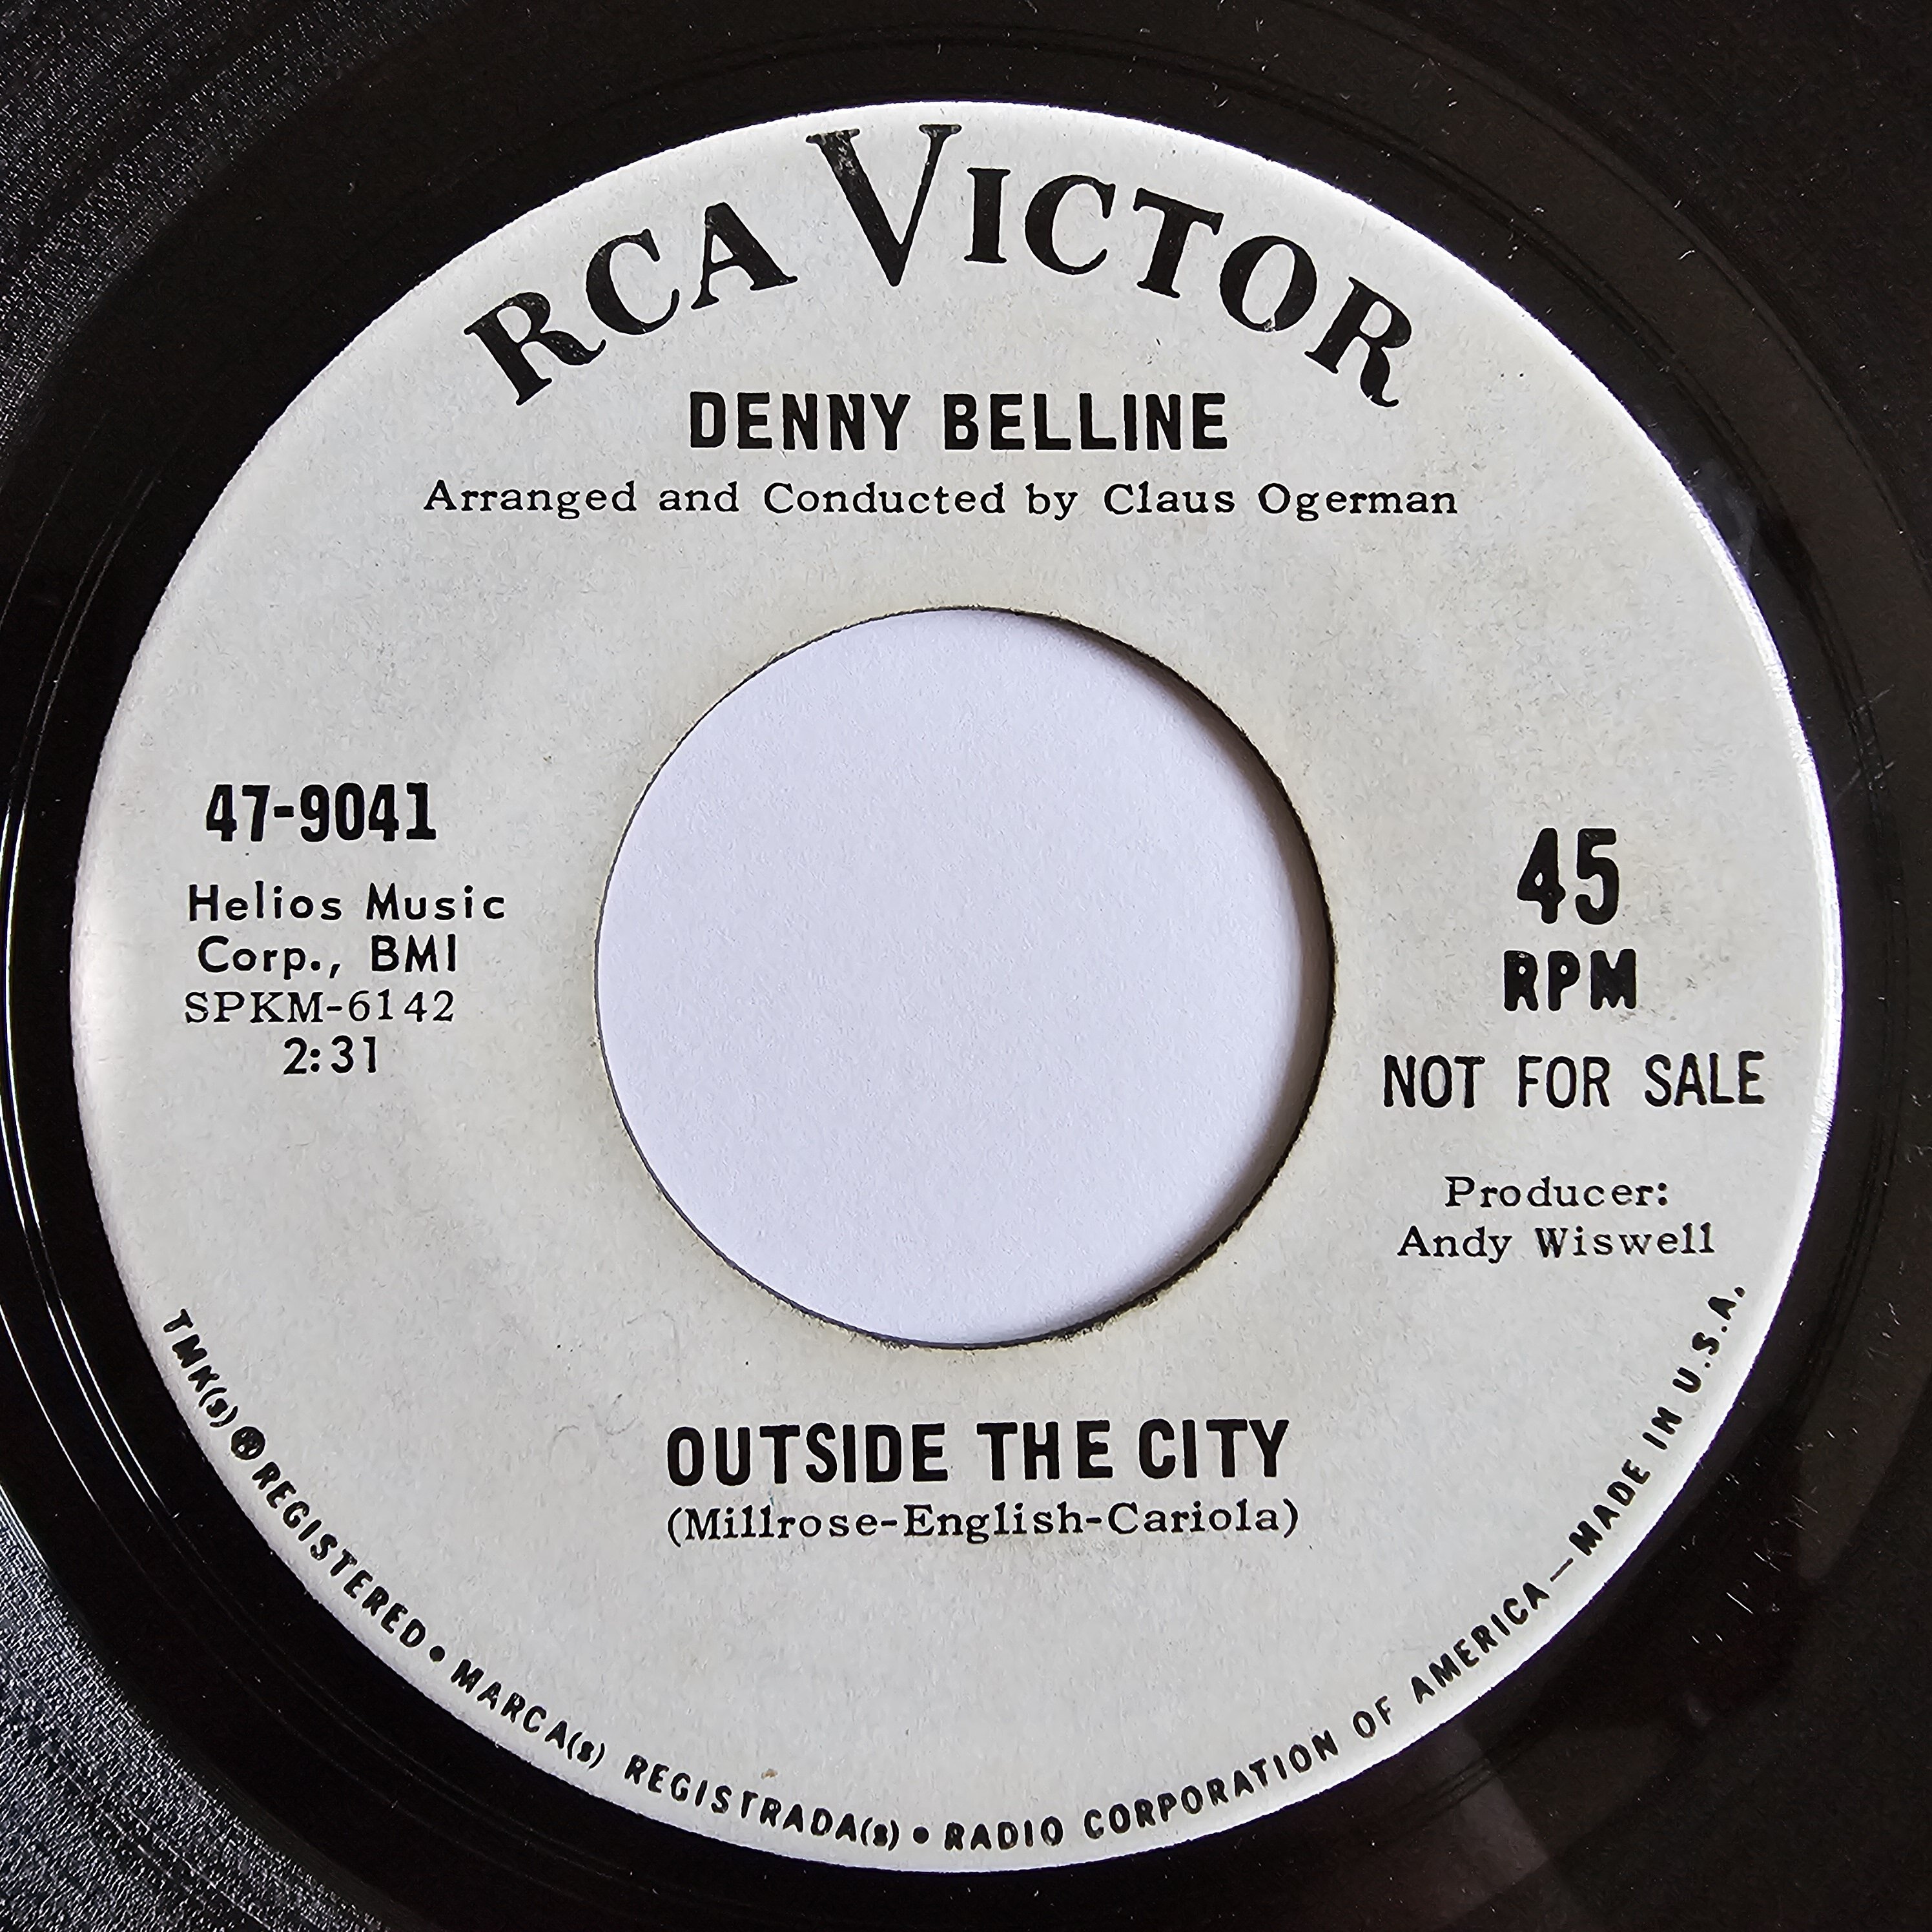 RCA VICTOR
DENNY BELLINE
Arranged and Conducted by Claus Ogerman
47-9041
Helios Music
Corp., BMI
SPKM-6142
2:31
45
RPM
NOT FOR SALE
Producer:
Andy Wiswell
OUTSIDE THE CITY
(Millrose-English-Cariola)
TMK(s) ® REGISTERED • MARCA(s) REGISTRADA(s) • RADIO CORPORATION OF AMERICA — MADE IN U.S.A.